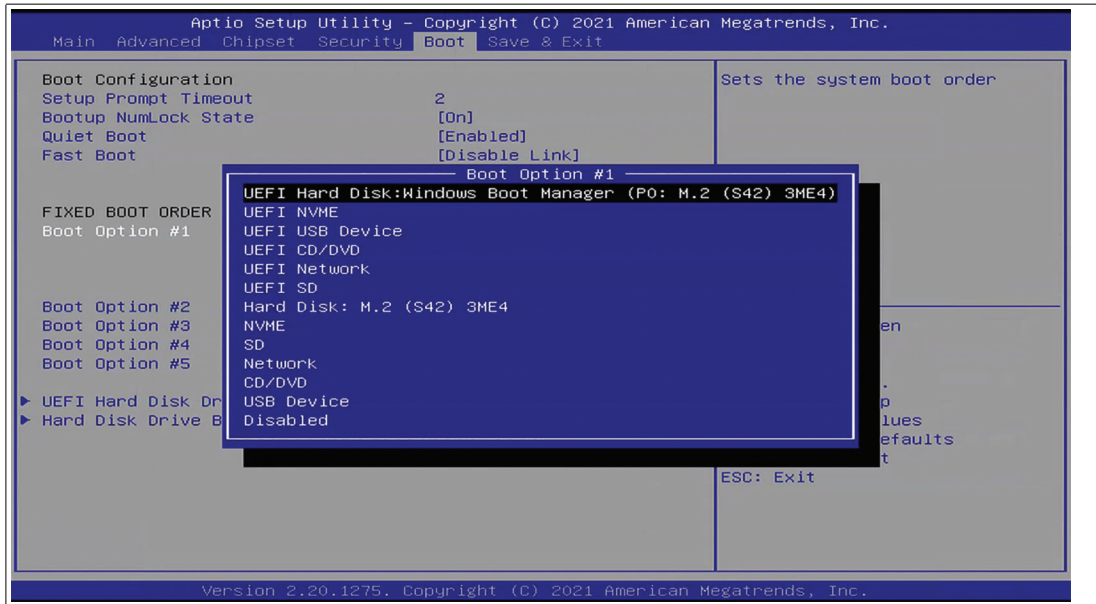 Aptio Setup Utility – Copyright (C) 2021 American Megatrends, Inc.
Main Advanced Chipset Security Boot Save & Exit
Boot Configuration
Setup Prompt Timeout 2
Bootup NumLock State [On]
Quiet Boot [Enabled]
Fast Boot [Disable Link]
FIXED BOOT ORDER
Boot Option #1
Boot Option #2
Boot Option #3
Boot Option #4
Boot Option #5
UEFI Hard Disk Dr
Hard Disk Drive B
Boot Option #1
UEFI Hard Disk:Windows Boot Manager (P0: M.2 (S42) 3ME4)
UEFI NVME
UEFI USB Device
UEFI CD/DVD
UEFI Network
UEFI SD
Hard Disk: M.2 (S42) 3ME4
NVME
SD
Network
CD/DVD
USB Device
Disabled
Sets the system boot order
en
.
p
lues
efaults
t
ESC: Exit
Version 2.20.1275. Copyright (C) 2021 American Megatrends, Inc.